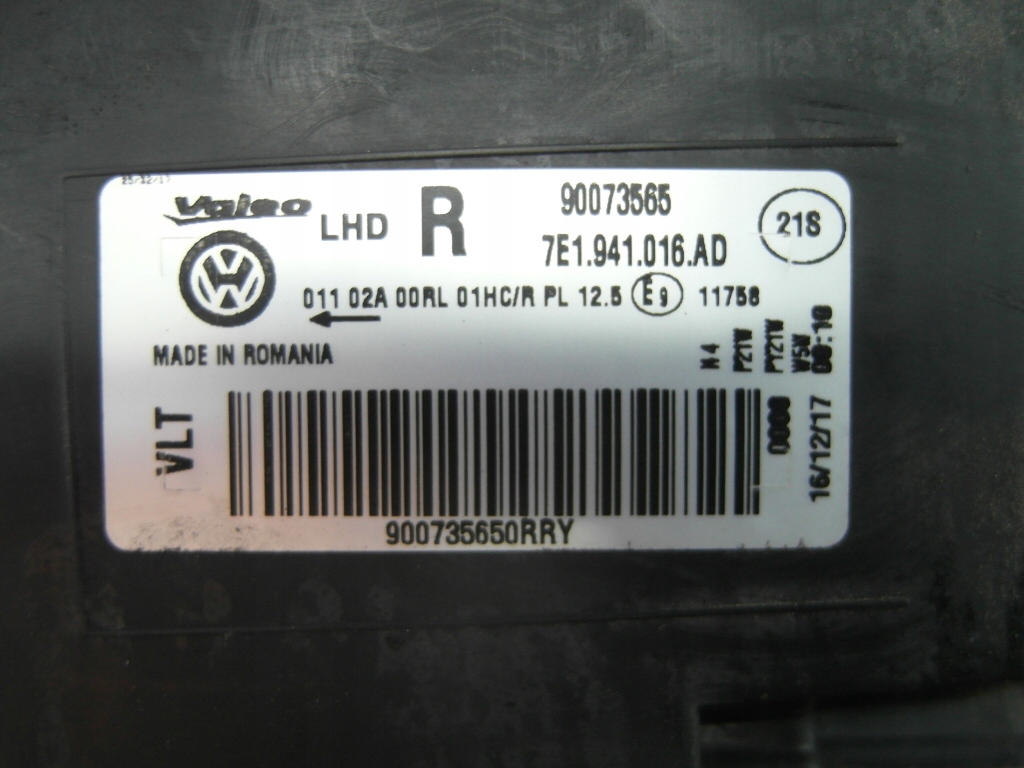 Valeo
LHD R
90073565
7E1.941.016.AD
21S
011 02A 00RL 01HC/R PL 12.5 E9 11758
MADE IN ROMANIA
VLT
H4
P21W
PY21W
W5W
16/12/17
900735650RRY